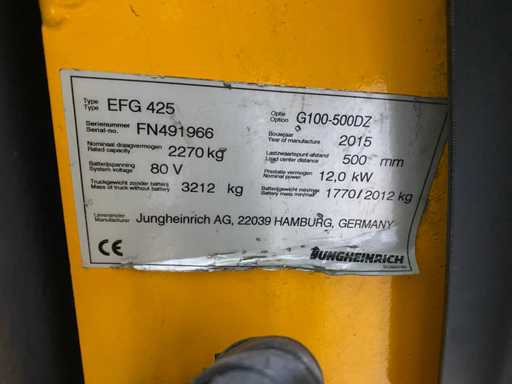 Type
Type EFG 425
Optie
Option G100-500DZ
Serienummer
Serial-no. FN491966
Bouwjaar
Year of manufacture 2015
Nominaal draagvermogen
Rated capacity 2270 kg
Lastzwaartepunt-afstand
Load center distance 500 mm
Batterijspanning
System voltage 80 V
Prestatie vermogen
Nominal power 12,0 kW
Truckgewicht zonder batterij
Mass of truck without battery 3212 kg
Batterijgewicht min/max
Battery mass min/max 1770/2012 kg
Leverancier
Manufacturer Jungheinrich AG, 22039 HAMBURG, GERMANY
CE
JUNGHEINRICH